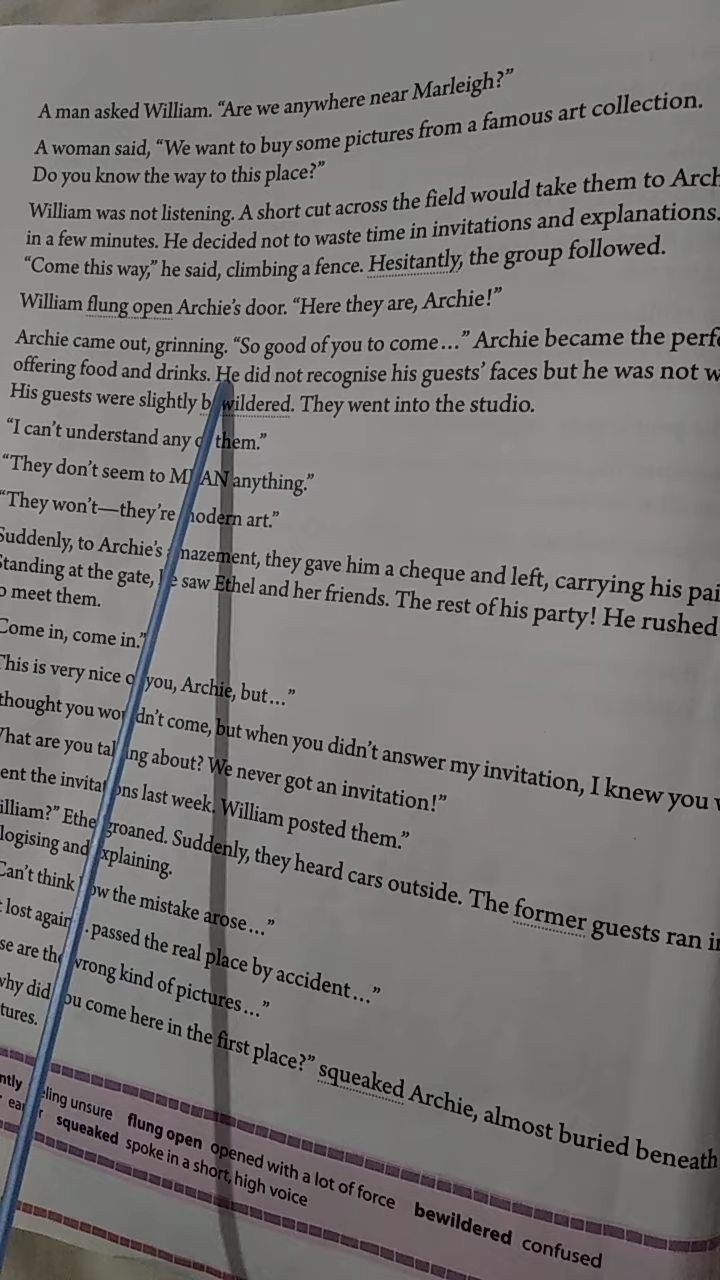 A man asked William. “Are we anywhere near Marleigh?”
A woman said, “We want to buy some pictures from a famous art collection.
Do you know the way to this place?”
William was not listening. A short cut across the field would take them to
in a few minutes. He decided not to waste time in invitations and explanations.
“Come this way,” he said, climbing a fence. Hesitantly, the group followed.
William flung open Archie’s door. “Here they are, Archie!”
Archie came out, grinning. “So good of you to come…” Archie became the
offering food and drinks. He did not recognise his guests’ faces but he was not
His guests were slightly bewildered. They went into the studio.
“I can’t understand any of them.”
“They don’t seem to MEAN anything.”
“They won’t—they’re modern art.”
Suddenly, to Archie’s amazement, they gave him a cheque and left, carrying his
Standing at the gate, he saw Ethel and her friends. The rest of his party! He rushed
to meet them.
Come in, come in.”
This is very nice of you, Archie, but…”
thought you wouldn’t come, but when you didn’t answer my invitation, I knew you
What are you talking about? We never got an invitation!”
sent the invitations last week. William posted them.”
William?” Ethel groaned. Suddenly, they heard cars outside. The former guests ran
explaining.
Can’t think how the mistake arose…”
lost again passed the real place by accident…”
are the wrong kind of pictures…”
why did you come here in the first place?” squeaked Archie, almost buried beneath
unsure flung open opened with a lot of force bewildered confused
squeaked spoke in a short, high voice